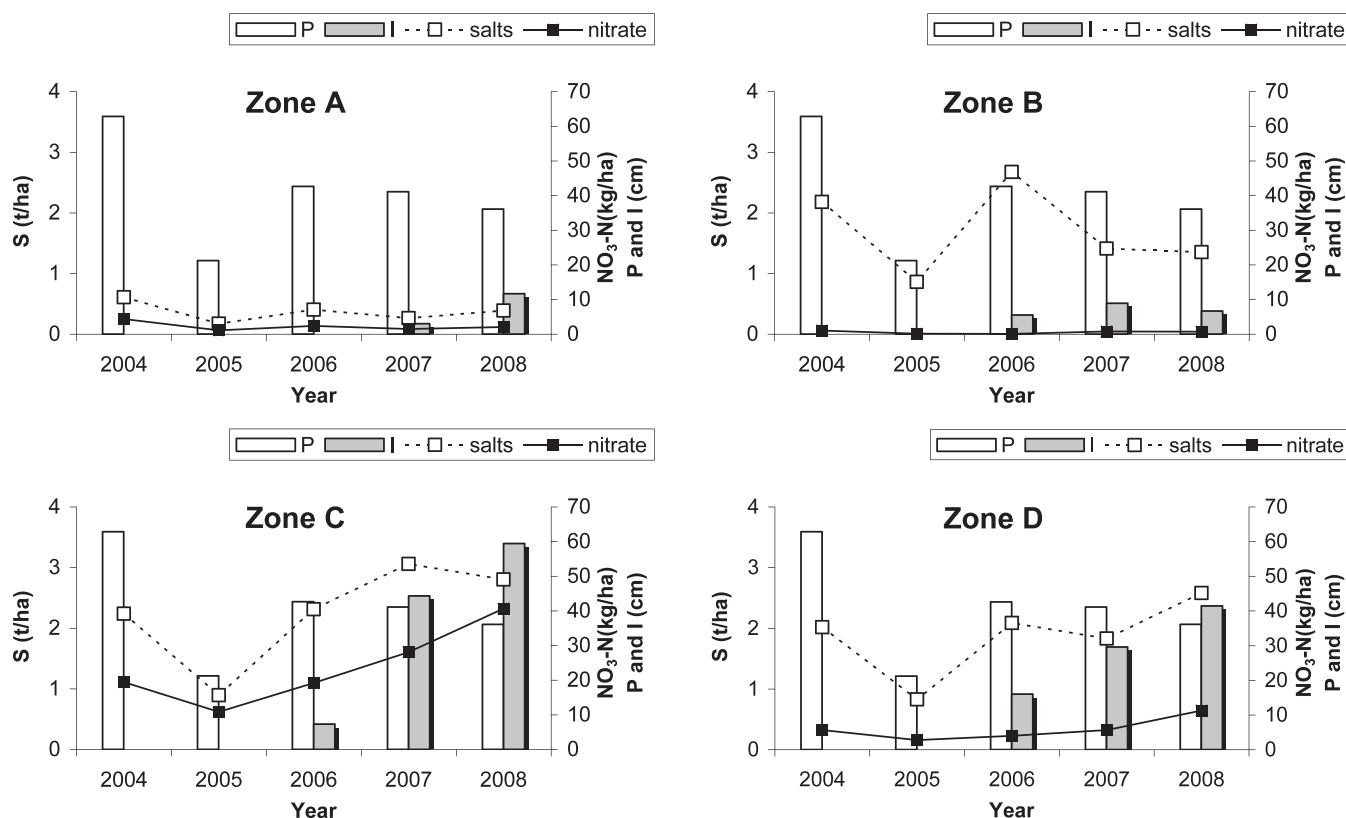 P I salts nitrate
Zone A
S (t/ha)
4
3
2
1
0
70
60
50
40
30
20
10
0
NO₃-N(kg/ha)
P and I (cm)
2004 2005 2006 2007 2008
Year
P I salts nitrate
Zone B
S (t/ha)
4
3
2
1
0
70
60
50
40
30
20
10
0
NO₃-N(kg/ha)
P and I (cm)
2004 2005 2006 2007 2008
Year
P I salts nitrate
Zone C
S (t/ha)
4
3
2
1
0
70
60
50
40
30
20
10
0
NO₃-N(kg/ha)
P and I (cm)
2004 2005 2006 2007 2008
Year
P I salts nitrate
Zone D
S (t/ha)
4
3
2
1
0
70
60
50
40
30
20
10
0
NO₃-N(kg/ha)
P and I (cm)
2004 2005 2006 2007 2008
Year